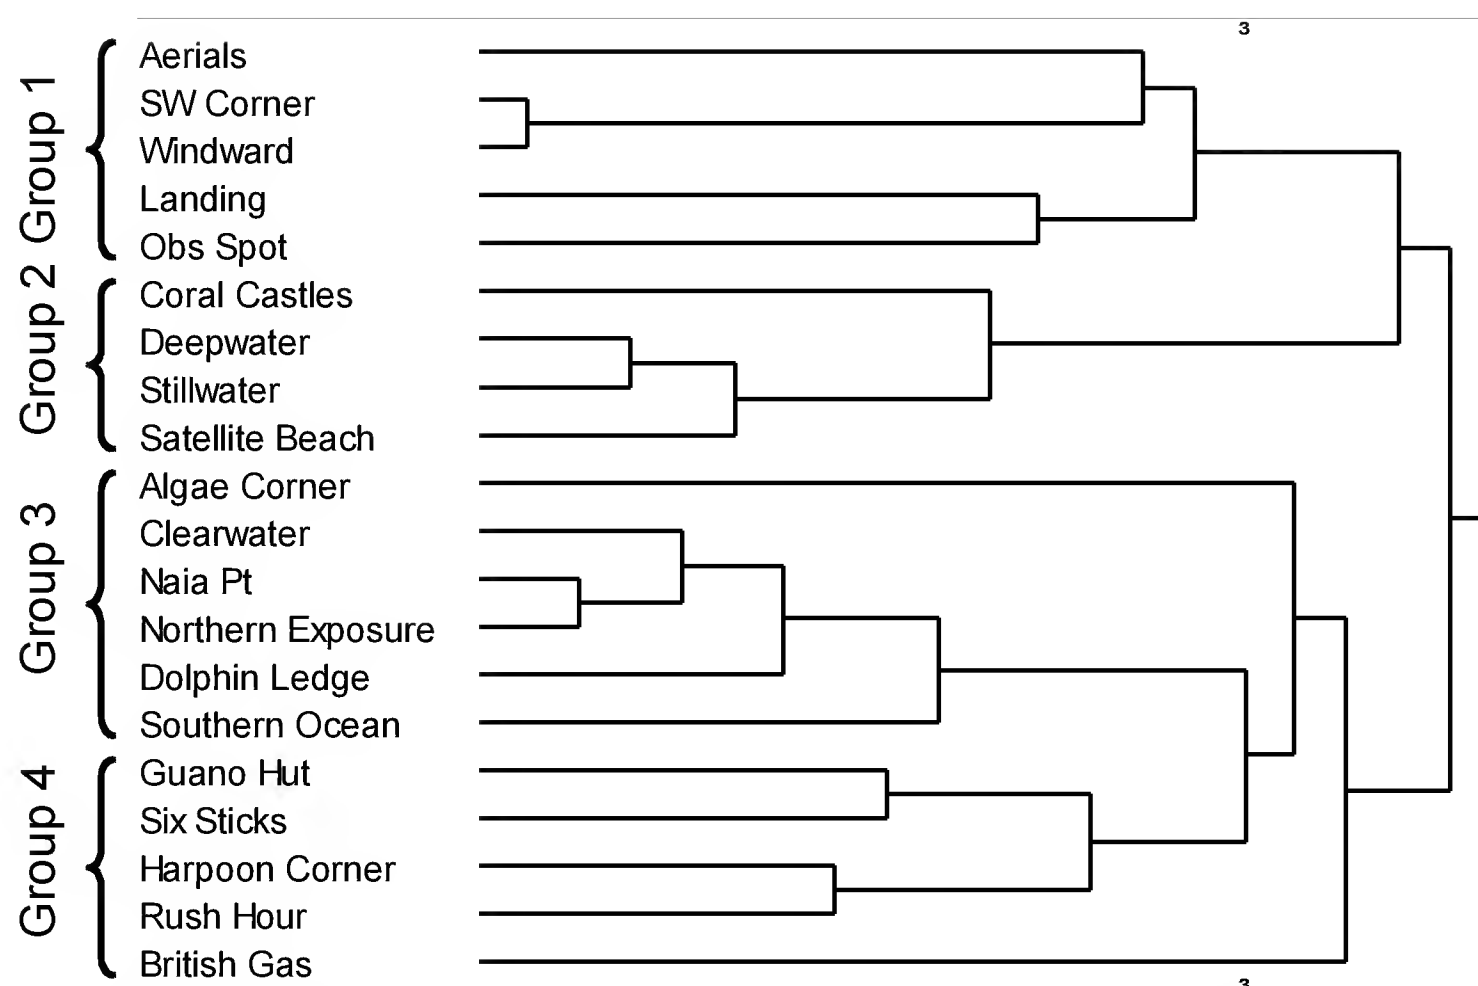 3
Group 1
Aerials
SW Corner
Windward
Landing
Obs Spot
Group 2
Coral Castles
Deepwater
Stillwater
Satellite Beach
Group 3
Algae Corner
Clearwater
Naia Pt
Northern Exposure
Dolphin Ledge
Southern Ocean
Group 4
Guano Hut
Six Sticks
Harpoon Corner
Rush Hour
British Gas